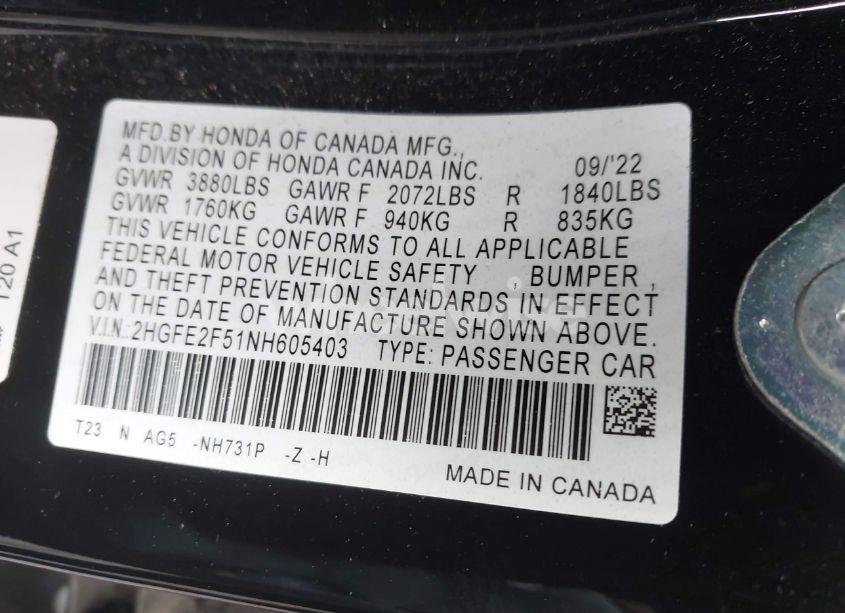 MFD.BY HONDA OF CANADA MFG.,
A DIVISION OF HONDA CANADA INC. 09/'22
GVWR 3880LBS GAWR F 2072LBS R 1840LBS
GVWR 1760KG GAWR F 940KG R 835KG
THIS VEHICLE CONFORMS TO ALL APPLICABLE
FEDERAL MOTOR VEHICLE SAFETY , BUMPER ,
AND THEFT PREVENTION STANDARDS IN EFFECT
ON THE DATE OF MANUFACTURE SHOWN ABOVE.
V.I.N.:2HGFE2F51NH605403 TYPE: PASSENGER CAR
T23 N AG5 -NH731P -Z -H
MADE IN CANADA
T20 A1